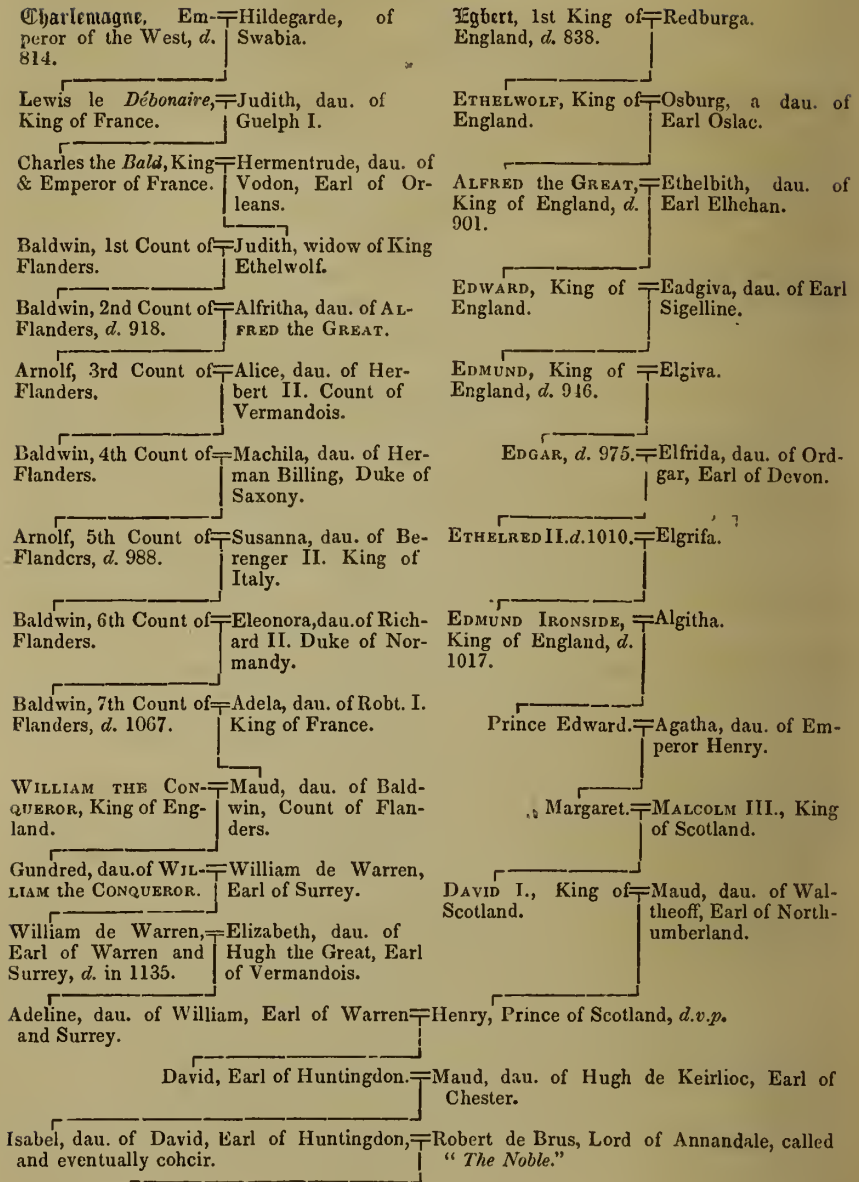 Charlemagne, Em-
peror of the West, d.
814.
Hildegarde, of
Swabia.
Lewis le Débonaire,
King of France.
Judith, dau. of
Guelph I.
Charles the Bald, King
& Emperor of France.
Hermentrude, dau. of
Vodon, Earl of Or-
leans.
Baldwin, 1st Count of
Flanders.
Judith, widow of King
Ethelwolf.
Baldwin, 2nd Count of
Flanders, d. 918.
Alfritha, dau. of AL-
FRED the GREAT.
Arnolf, 3rd Count of
Flanders.
Alice, dau. of Her-
bert II. Count of
Vermandois.
Baldwin, 4th Count of
Flanders.
Machila, dau. of Her-
man Billing, Duke of
Saxony.
Arnolf, 5th Count of
Flanders, d. 988.
Susanna, dau. of Be-
renger II. King of
Italy.
Baldwin, 6th Count of
Flanders.
Eleonora, dau. of Rich-
ard II. Duke of Nor-
mandy.
Baldwin, 7th Count of
Flanders, d. 1067.
Adela, dau. of Robt. I.
King of France.
WILLIAM THE CON-
QUEROR, King of Eng-
land.
Maud, dau. of Bald-
win, Count of Flan-
ders.
Gundred, dau. of WIL-
LIAM the CONQUEROR.
William de Warren,
Earl of Surrey.
William de Warren,
Earl of Warren and
Surrey, d. in 1135.
Elizabeth, dau. of
Hugh the Great, Earl
of Vermandois.
Egbert, 1st King of
England, d. 838.
Redburga.
ETHELWOLF, King of
England.
Osburg, a dau. of
Earl Oslac.
ALFRED the GREAT,
King of England, d.
901.
Ethelbith, dau. of
Earl Elhehan.
EDWARD, King of
England.
Eadgiva, dau. of Earl
Sigelline.
EDMUND, King of
England, d. 946.
Elgiva.
EDGAR, d. 975.
Elfrida, dau. of Ord-
gar, Earl of Devon.
ETHELRED II. d. 1010.
Elgrifa.
EDMUND IRONSIDE,
King of England, d.
1017.
Algitha.
Prince Edward.
Agatha, dau. of Em-
peror Henry.
Margaret.
MALCOLM III., King
of Scotland.
DAVID I., King of
Scotland.
Maud, dau. of Wal-
theoff, Earl of North-
umberland.
Adeline, dau. of William, Earl of Warren
and Surrey.
Henry, Prince of Scotland, d.v.p.
David, Earl of Huntingdon.
Maud, dau. of Hugh de Keirlioc, Earl of
Chester.
Isabel, dau. of David, Earl of Huntingdon,
and eventually coheir.
Robert de Brus, Lord of Annandale, called
"The Noble."